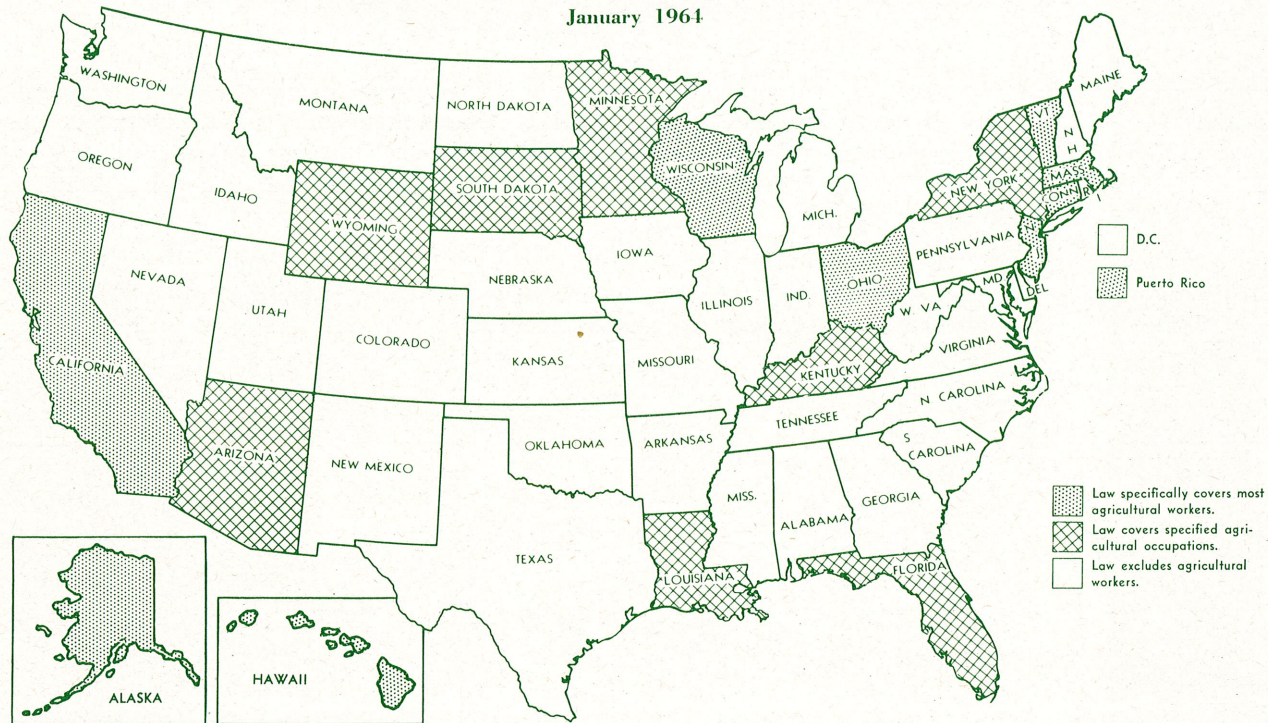 January 1964
WASHINGTON
MONTANA
NORTH DAKOTA
MINNESOTA
MAINE
OREGON
IDAHO
WYOMING
SOUTH DAKOTA
WISCONSIN
MICH.
NEW YORK
VT
N
H
MASS
CONN
R
I
NEVADA
UTAH
COLORADO
NEBRASKA
IOWA
ILLINOIS
IND.
OHIO
PENNSYLVANIA
N
J
MD
DEL
D.C.
Puerto Rico
W. VA
VIRGINIA
CALIFORNIA
KANSAS
MISSOURI
KENTUCKY
ARIZONA
NEW MEXICO
OKLAHOMA
ARKANSAS
TENNESSEE
N CAROLINA
S
CAROLINA
TEXAS
LOUISIANA
MISS.
ALABAMA
GEORGIA
FLORIDA
Law specifically covers most
agricultural workers.
Law covers specified agri-
cultural occupations.
Law excludes agricultural
workers.
ALASKA
HAWAII